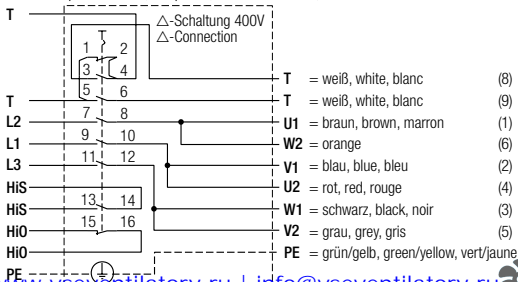 T
△-Schaltung 400V
△-Connection
1 2
3 4
T = weiß, white, blanc (8)
T 5 6 T = weiß, white, blanc (9)
L2 7 8 U1 = braun, brown, marron (1)
W2 = orange (6)
L1 9 10
V1 = blau, blue, bleu (2)
L3 11 12
U2 = rot, red, rouge (4)
HiS
W1 = schwarz, black, noir (3)
HiS 13 14
V2 = grau, grey, gris (5)
HiO 15 16
HiO
PE = grün/gelb, green/yellow, vert/jaune
PE
www.vseventilatory.ru | info@vseventilatory.ru